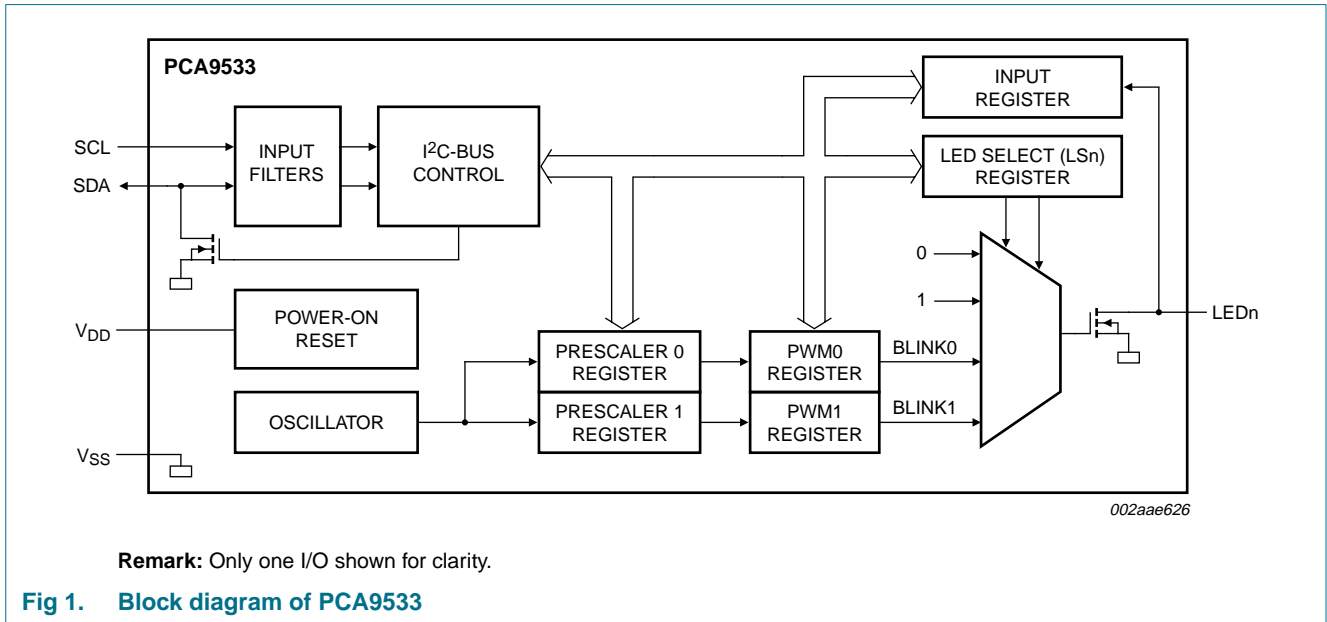 PCA9533
SCL
SDA
VDD
VSS
INPUT
FILTERS
I2C-BUS
CONTROL
POWER-ON
RESET
OSCILLATOR
PRESCALER 0
REGISTER
PRESCALER 1
REGISTER
PWM0
REGISTER
PWM1
REGISTER
BLINK0
BLINK1
INPUT
REGISTER
LED SELECT (LSn)
REGISTER
0
1
LEDn
002aae626
Remark: Only one I/O shown for clarity.
Fig 1. Block diagram of PCA9533